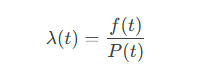 λ(t) = f(t) / P(t)